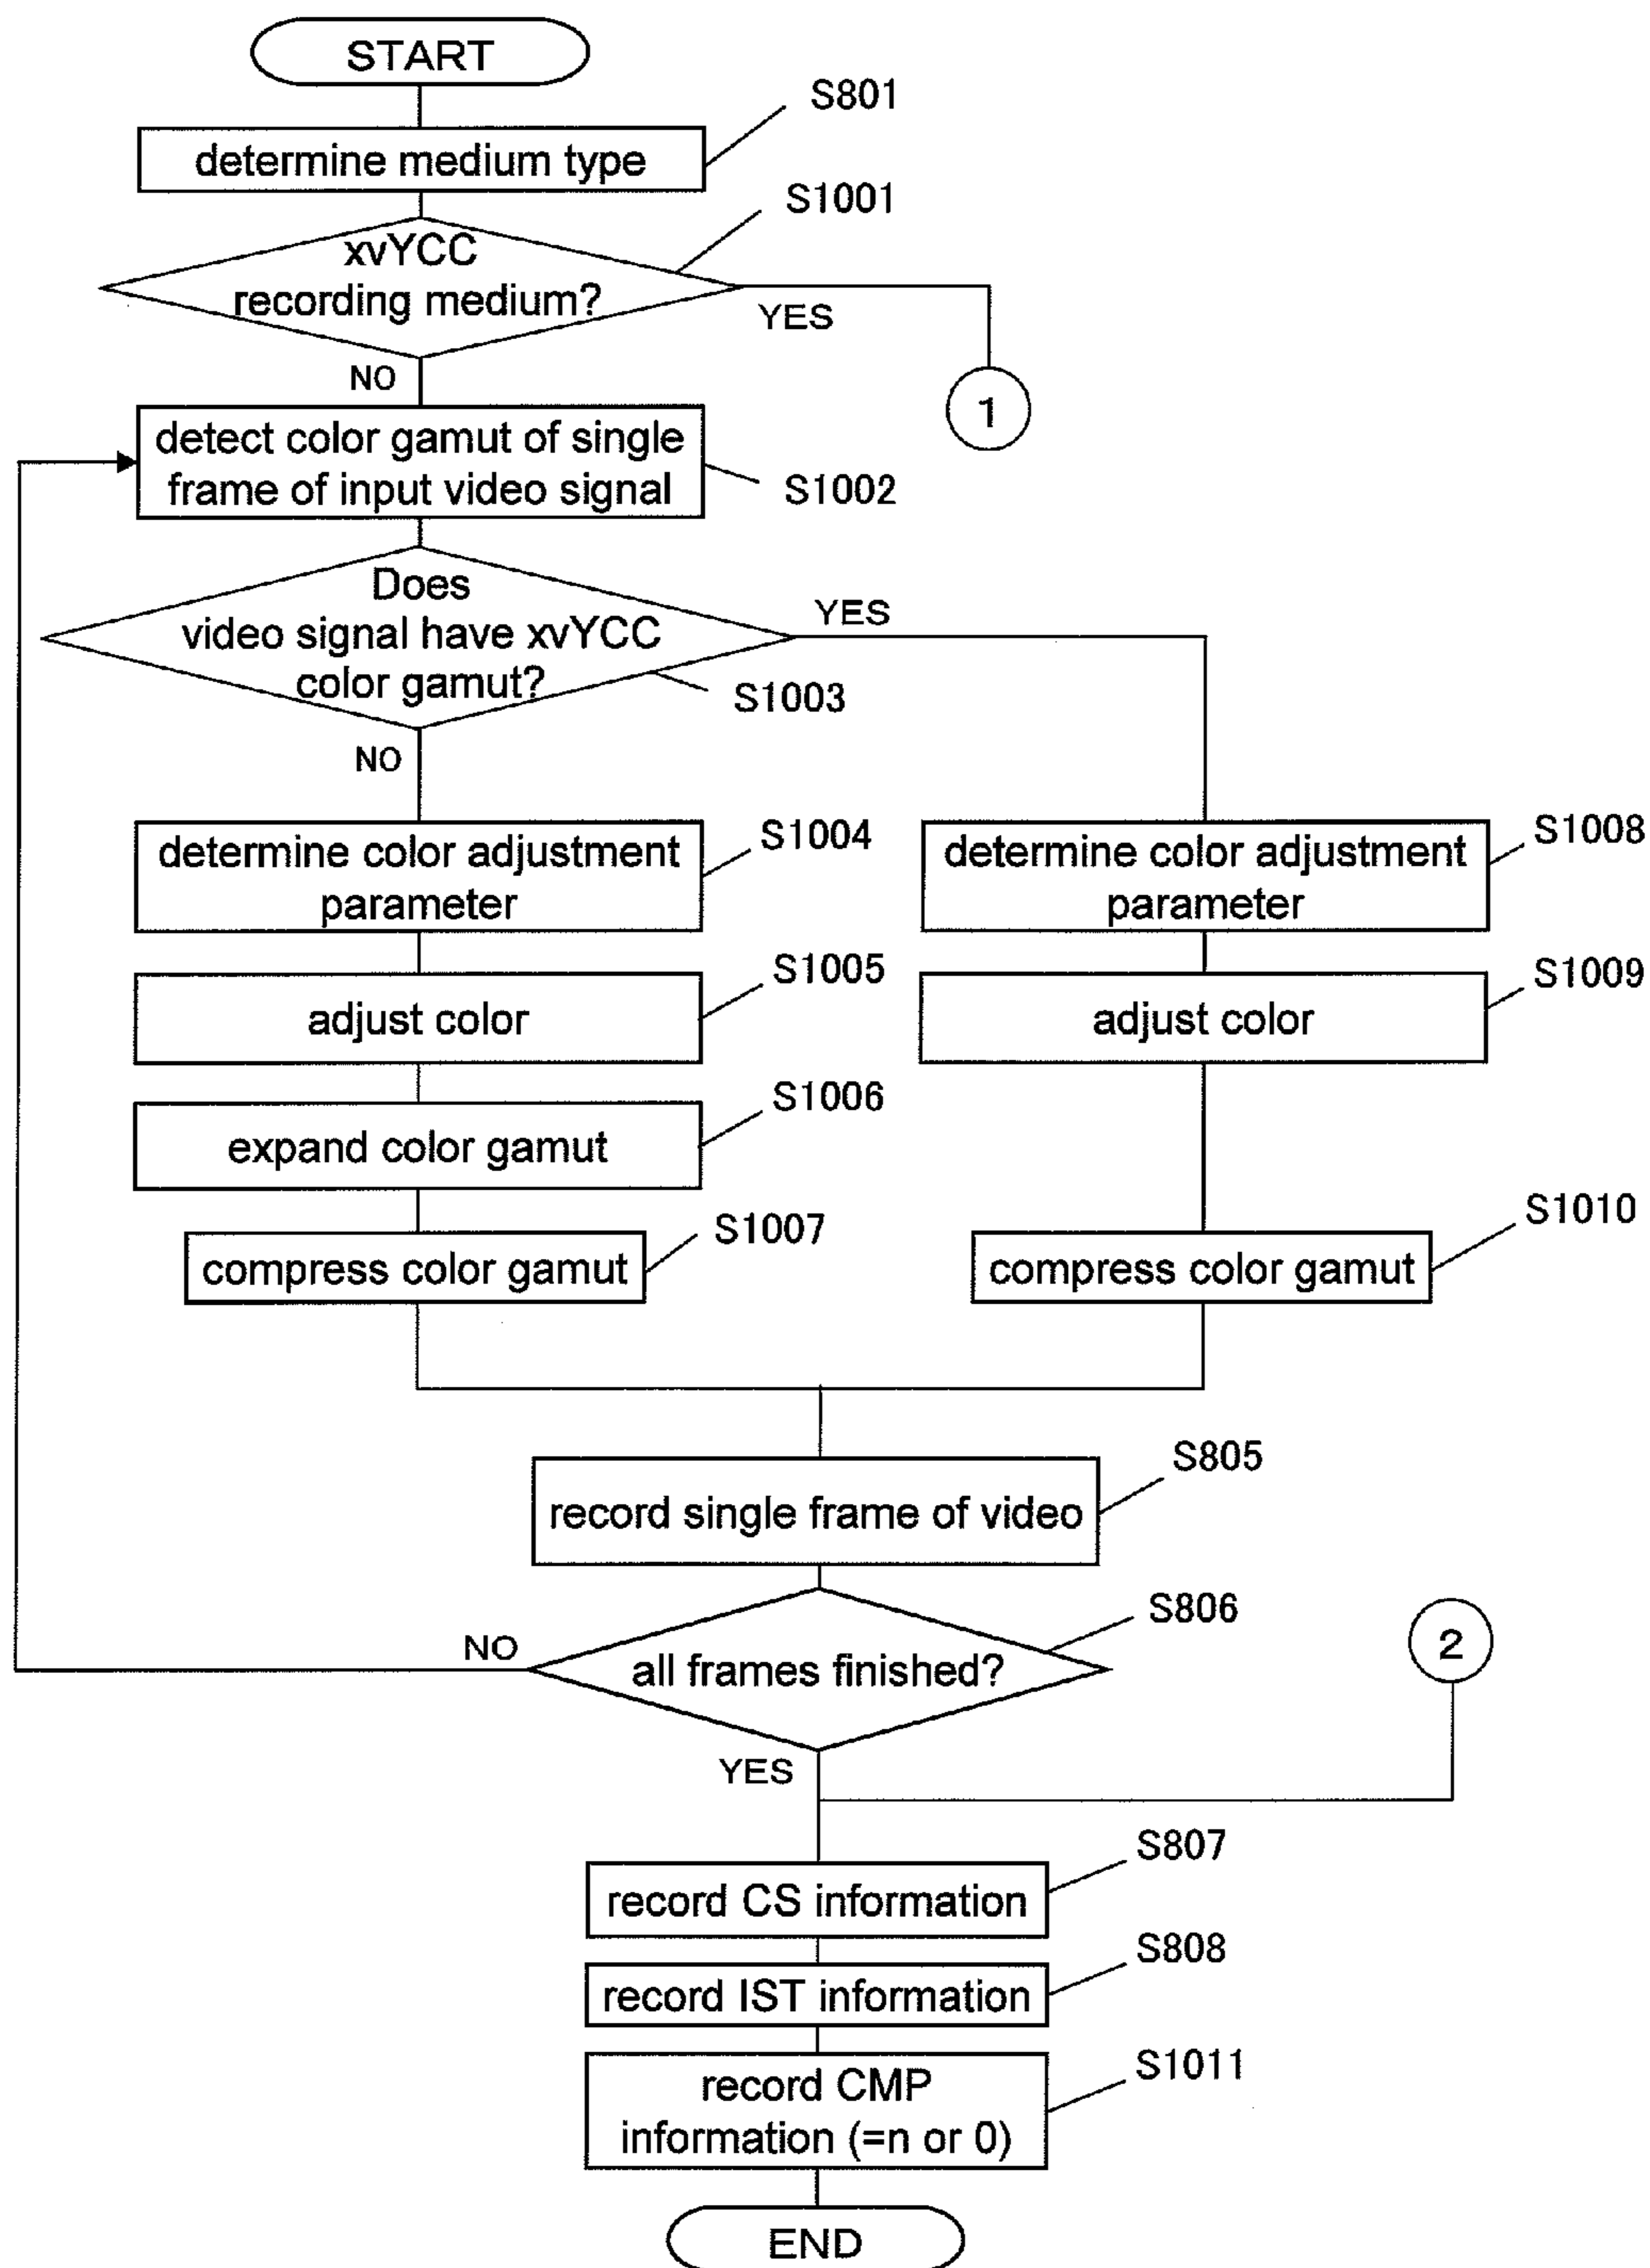 START
S801
determine medium type
S1001
xvYCC
recording medium?
YES
NO
1
detect color gamut of single
frame of input video signal
S1002
Does
video signal have xvYCC
color gamut?
YES
S1003
NO
S1004
determine color adjustment
parameter
S1008
determine color adjustment
parameter
S1005
adjust color
S1009
adjust color
S1006
expand color gamut
S1007
compress color gamut
S1010
compress color gamut
S805
record single frame of video
S806
NO
all frames finished?
2
YES
S807
record CS information
S808
record IST information
S1011
record CMP
information (=n or 0)
END